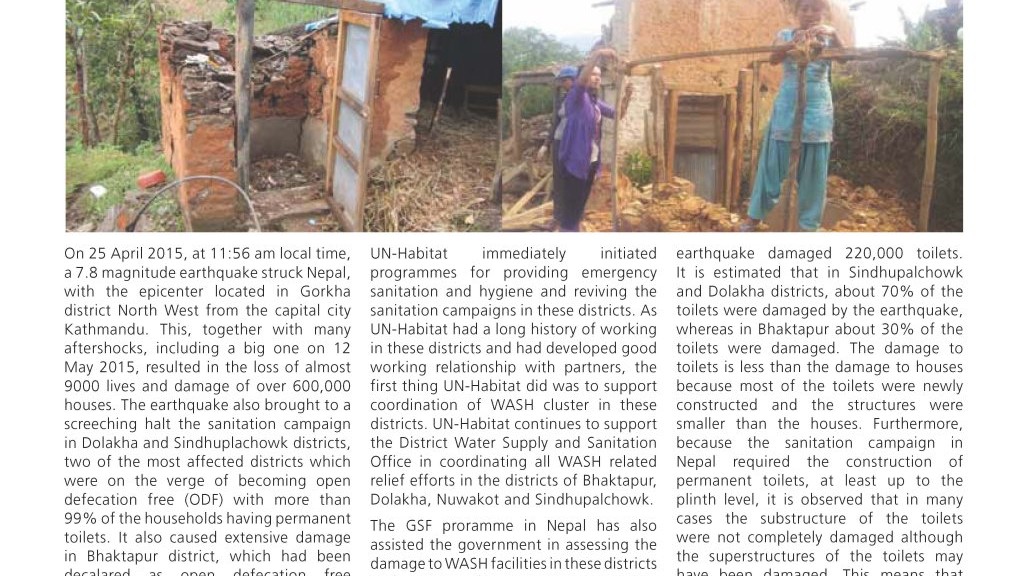 On 25 April 2015, at 11:56 am local time,
a 7.8 magnitude earthquake struck Nepal,
with the epicenter located in Gorkha
district North West from the capital city
Kathmandu. This, together with many
aftershocks, including a big one on 12
May 2015, resulted in the loss of almost
9000 lives and damage of over 600,000
houses. The earthquake also brought to a
screeching halt the sanitation campaign
in Dolakha and Sindhuplachowk districts,
two of the most affected districts which
were on the verge of becoming open
defecation free (ODF) with more than
99% of the households having permanent
toilets. It also caused extensive damage
in Bhaktapur district, which had been
decalared as open defecation free
UN-Habitat immediately initiated
programmes for providing emergency
sanitation and hygiene and reviving the
sanitation campaigns in these districts. As
UN-Habitat had a long history of working
in these districts and had developed good
working relationship with partners, the
first thing UN-Habitat did was to support
coordination of WASH cluster in these
districts. UN-Habitat continues to support
the District Water Supply and Sanitation
Office in coordinating all WASH related
relief efforts in the districts of Bhaktapur,
Dolakha, Nuwakot and Sindhupalchowk.
The GSF proramme in Nepal has also
assisted the government in assessing the
damage to WASH facilities in these districts
earthquake damaged 220,000 toilets.
It is estimated that in Sindhupalchowk
and Dolakha districts, about 70% of the
toilets were damaged by the earthquake,
whereas in Bhaktapur about 30% of the
toilets were damaged. The damage to
toilets is less than the damage to houses
because most of the toilets were newly
constructed and the structures were
smaller than the houses. Furthermore,
because the sanitation campaign in
Nepal required the construction of
permanent toilets, at least up to the
plinth level, it is observed that in many
cases the substructure of the toilets
were not completely damaged although
the superstructures of the toilets may
have been damaged. This means that